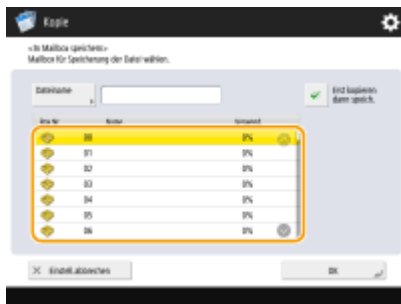 Kopie
<In Mailbox speichern>
Mailbox für Speicherung der Datei wählen.
Dateiname
Erst kopieren
dann speich.
Box Nr Name Verwend
00 0%
01 0%
02 0%
03 0%
04 0%
05 0%
06 0%
Einstell. abbrechen
OK